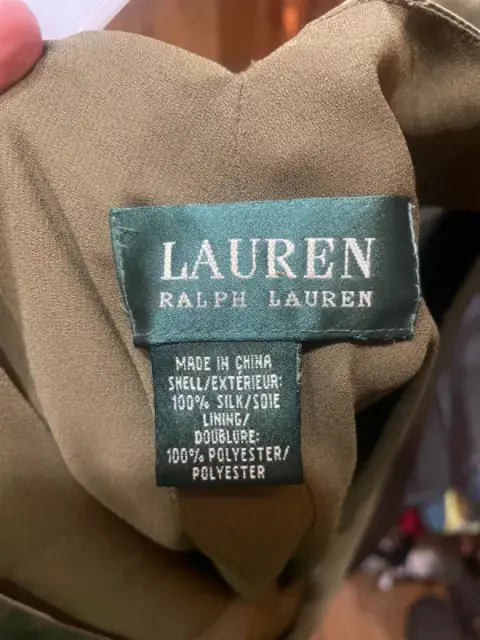 LAUREN
RALPH LAUREN
MADE IN CHINA
SHELL/EXTÉRIEUR:
100% SILK/SOIE
LINING/
DOUBLURE:
100% POLYESTER/
POLYESTER